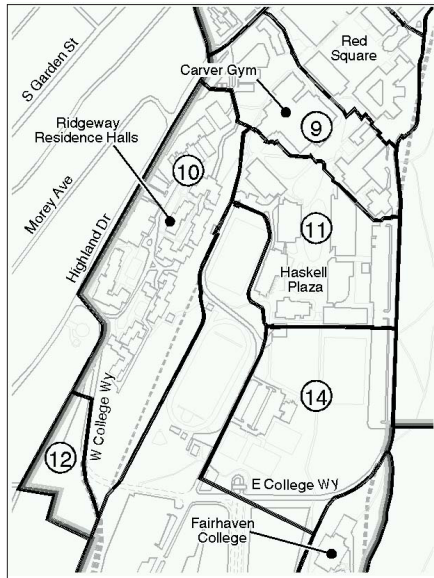 S Garden St
Red
Square
Carver Gym
Ridgeway
Residence Halls
9
10
Morey Ave
11
Highland Dr
Haskell
Plaza
14
W College Wy
12
E College Wy
Fairhaven
College